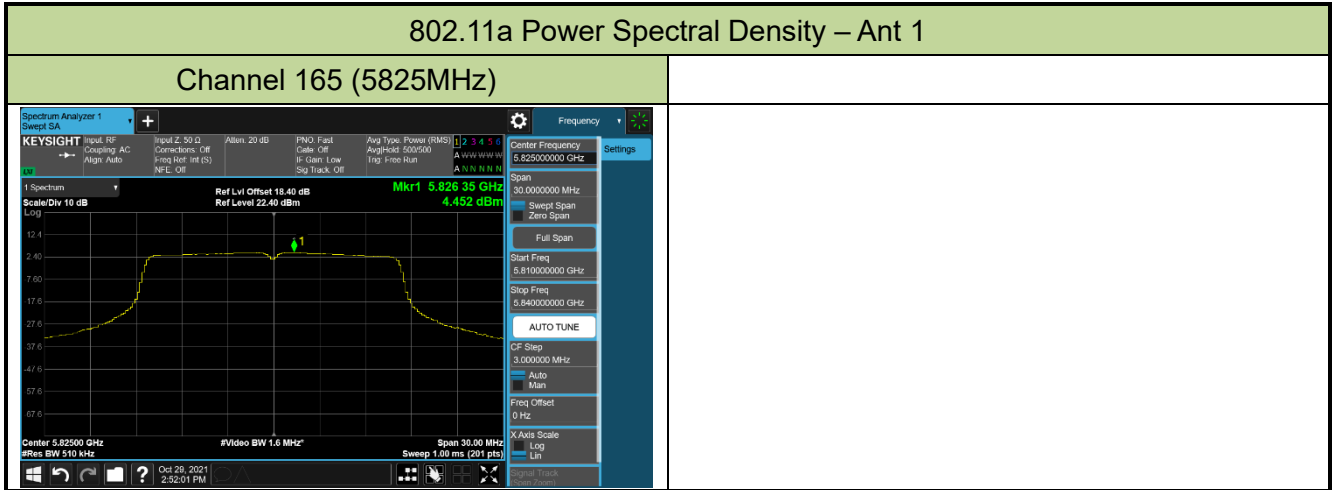 802.11a Power Spectral Density – Ant 1
Channel 165 (5825MHz)
Spectrum Analyzer 1
Swept SA
Frequency
Settings
KEYSIGHT
Input: RF
Coupling: AC
Align: Auto
Input Z: 50 Ω
Corrections: Off
Freq Ref: Int (S)
NFE: Off
Atten: 20 dB
PNO: Fast
Gate: Off
IF Gain: Low
Sig Track: Off
Avg Type: Power (RMS)
Avg|Hold: 500/500
Trig: Free Run
1 2 3 4 5 6
A W W W W W
A N N N N N
1 Spectrum
Scale/Div 10 dB
Log
Ref Lvl Offset 18.40 dB
Ref Level 22.40 dBm
Mkr1 5.826 35 GHz
4.452 dBm
1
12.4
2.40
-7.60
-17.6
-27.6
-37.6
-47.6
-57.6
-67.6
Center 5.82500 GHz
#Res BW 510 kHz
#Video BW 1.6 MHz*
Span 30.00 MHz
Sweep 1.00 ms (201 pts)
Center Frequency
5.825000000 GHz
Span
30.0000000 MHz
Swept Span
Zero Span
Full Span
Start Freq
5.810000000 GHz
Stop Freq
5.840000000 GHz
AUTO TUNE
CF Step
3.000000 MHz
Auto
Man
Freq Offset
0 Hz
X Axis Scale
Log
Lin
Signal Track
(Span Zoom)
?
Oct 29, 2021
2:52:01 PM